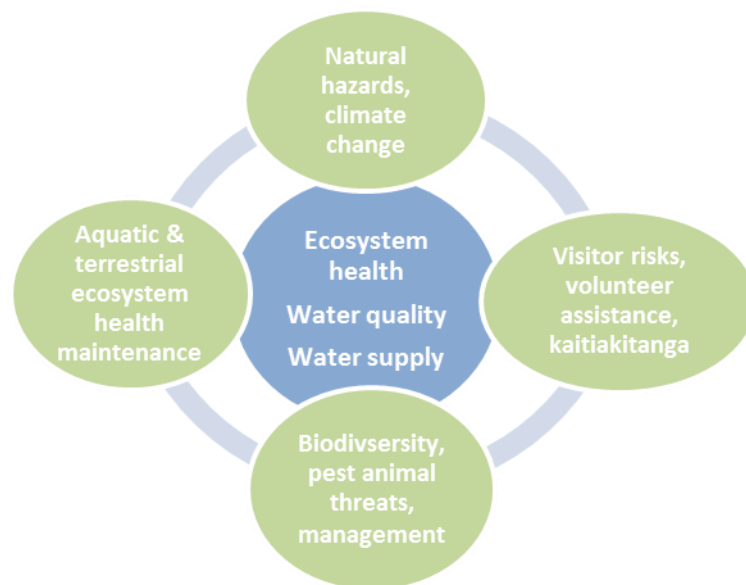 Natural
hazards,
climate
change
Aquatic &
terrestrial
ecosystem
health
maintenance
Ecosystem
health
Water quality
Water supply
Visitor risks,
volunteer
assistance,
kaitiakitanga
Biodivsersity,
pest animal
threats,
management